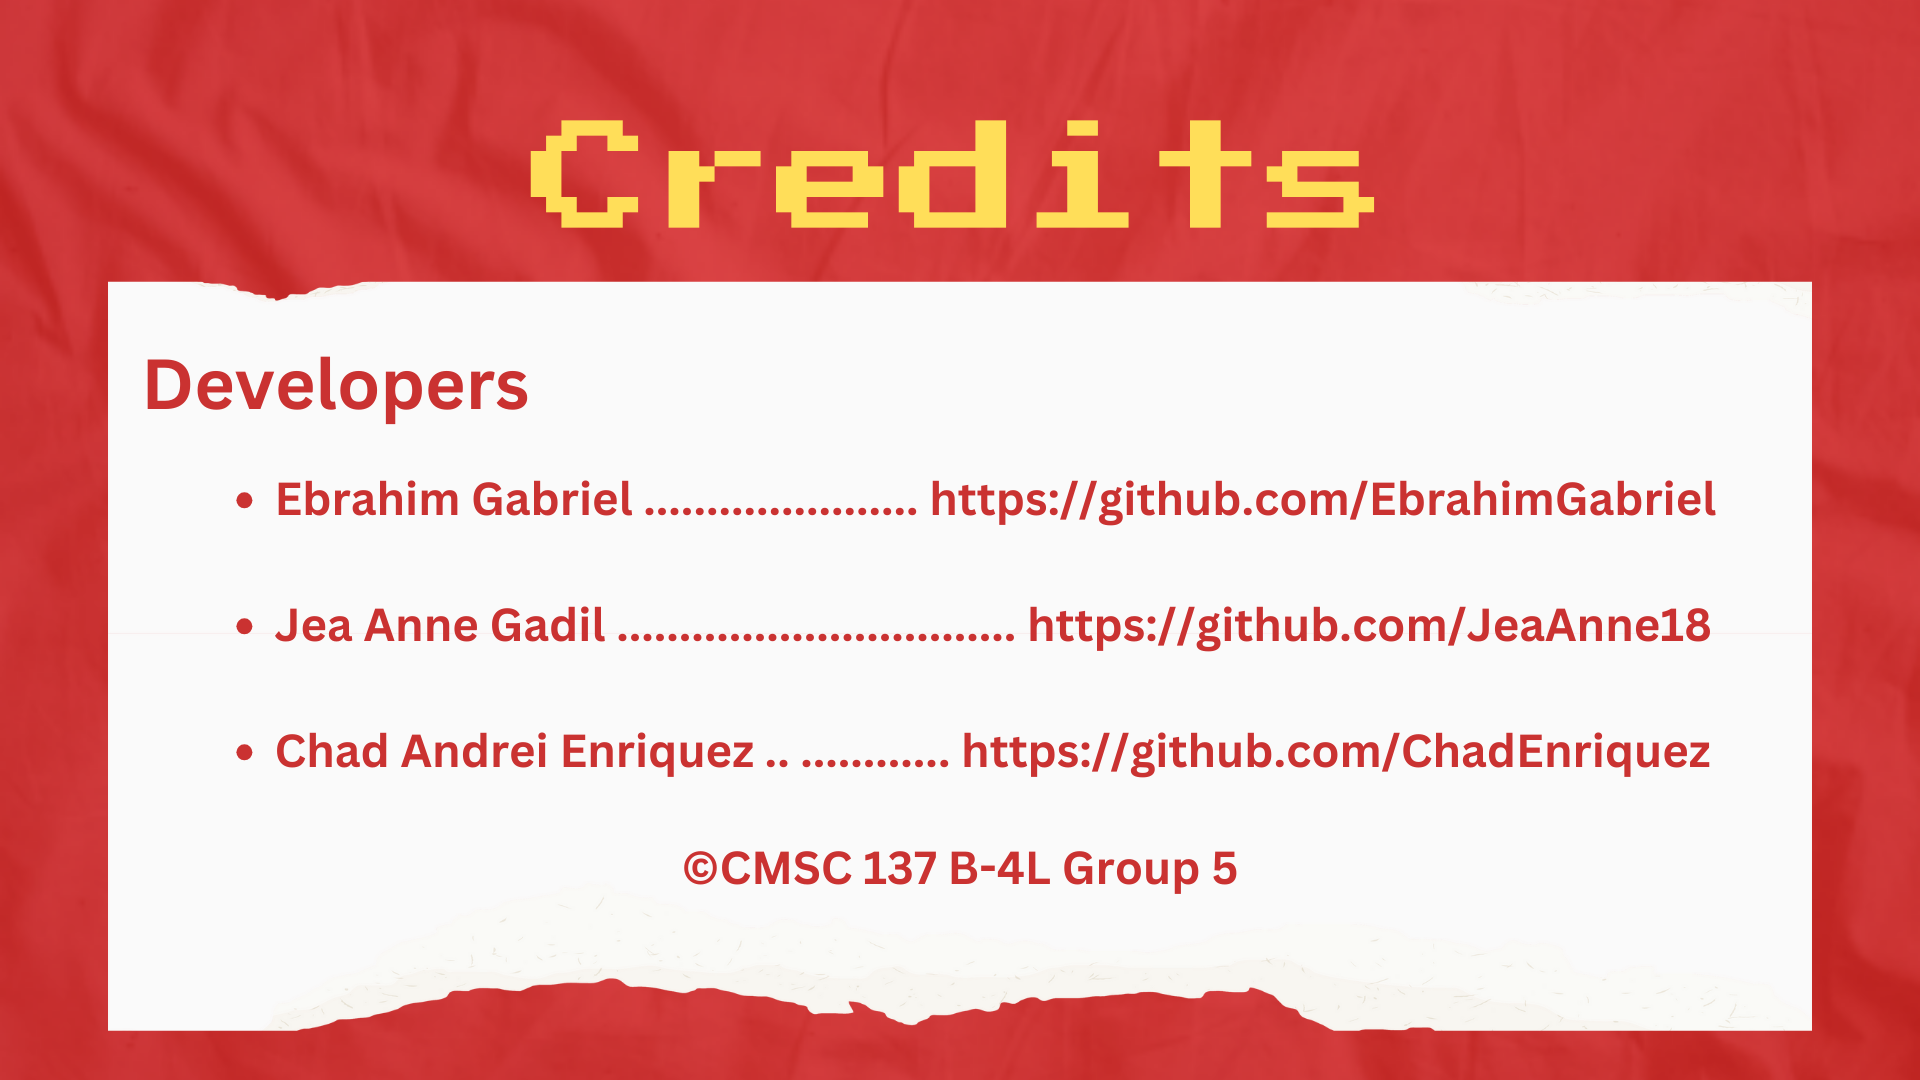 Credits
Developers
• Ebrahim Gabriel ...................... https://github.com/EbrahimGabriel
• Jea Anne Gadil ................................ https://github.com/JeaAnne18
• Chad Andrei Enriquez .. ............ https://github.com/ChadEnriquez
©CMSC 137 B-4L Group 5